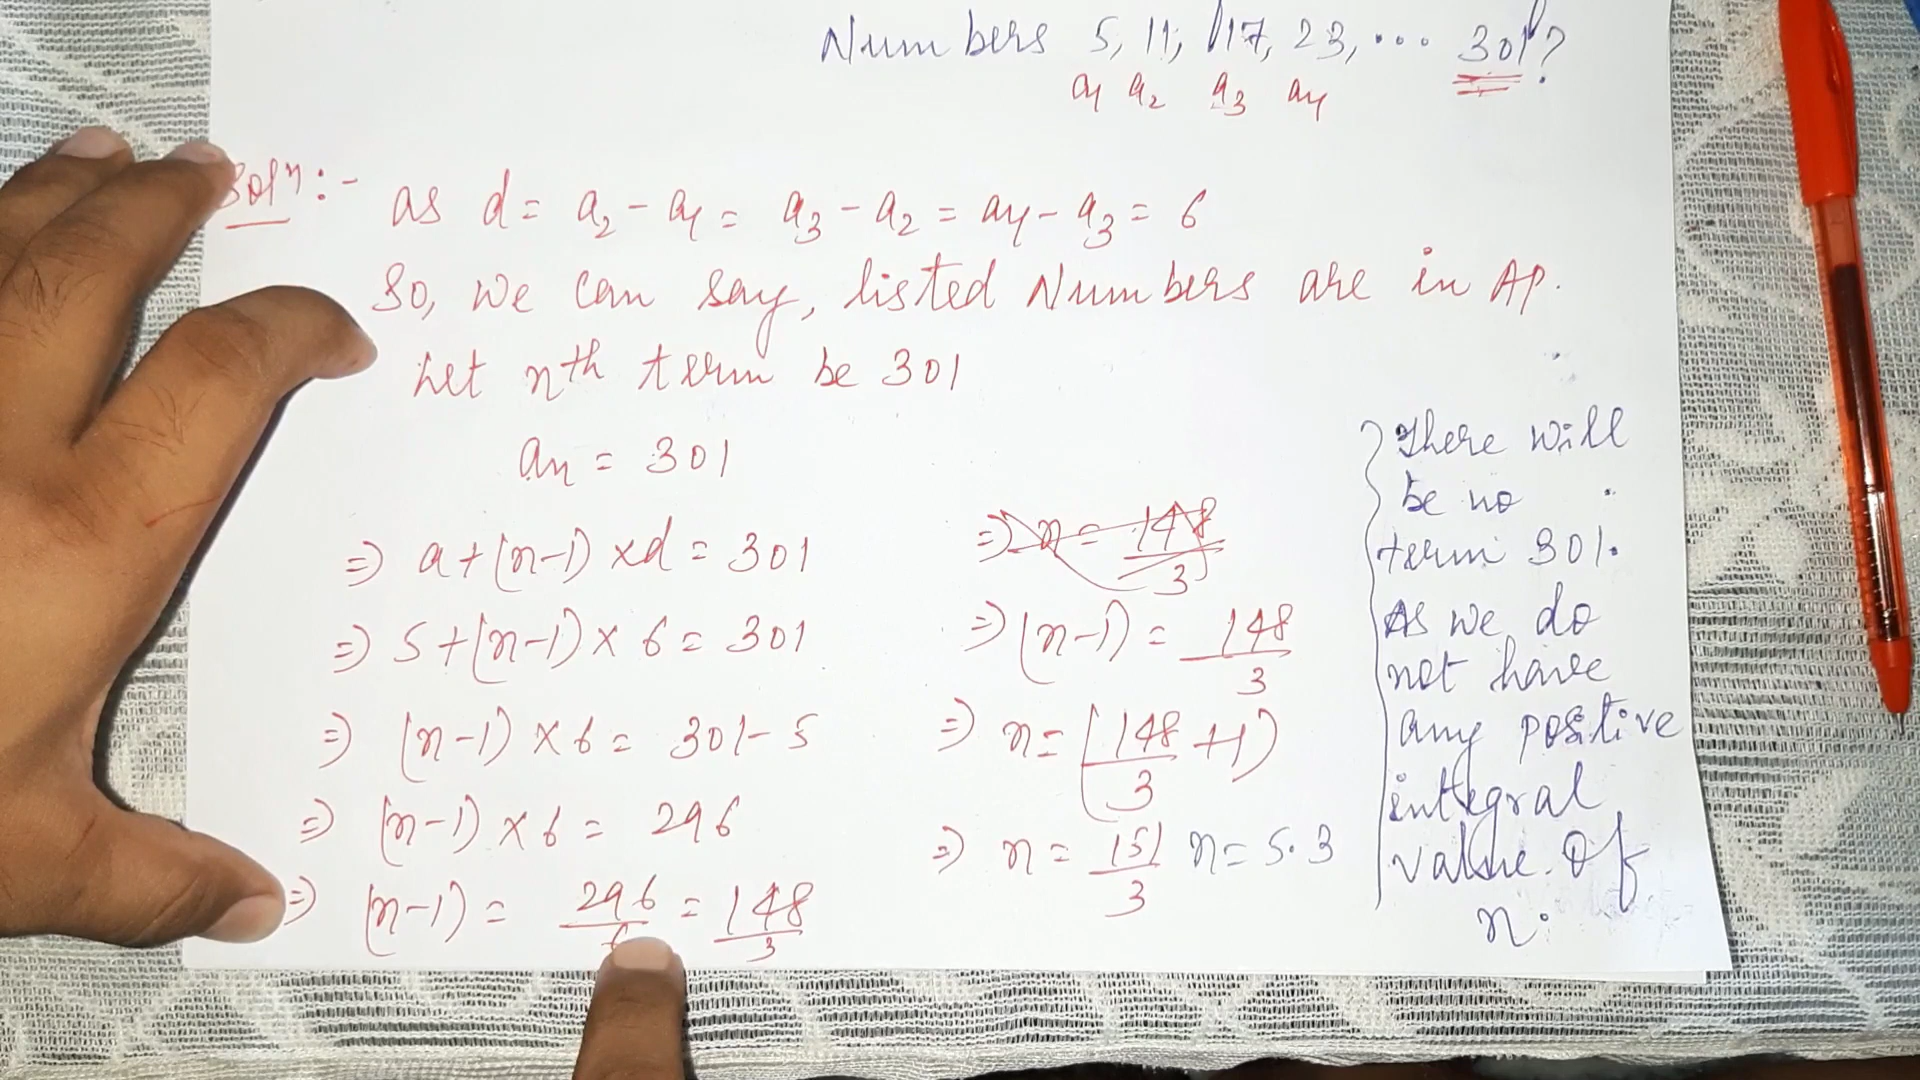 Numbers 5, 11, 17, 23, ... 301?
a1 a2 a3 a4
Solⁿ :-
as d = a2 - a1 = a3 - a2 = a4 - a3 = 6
So, we can say, listed Numbers are in AP.
Let nth term be 301
an = 301
=) a+(n-1) xd = 301
=) 5+(n-1) x 6 = 301
=) (n-1) x 6 = 301-5
=) (n-1) x 6 = 296
=) (n-1) = 296/6 = 148/3
=) n = 148/3
=) (n-1) = 148/3
=) n = (148/3 +1)
=) n = 151/3 n = 5.3
There will
be no
term 301.
As we do
not have
any positive
integral
value. Of
n.